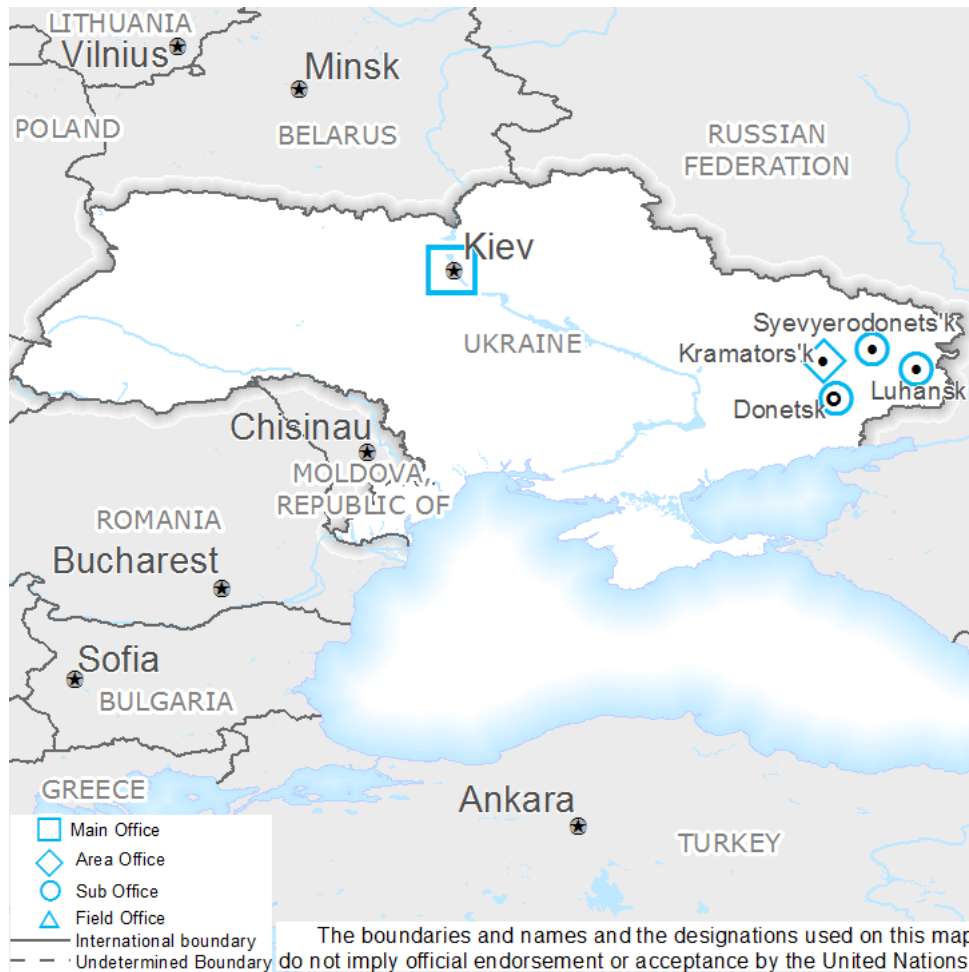 LITHUANIA
Vilnius
Minsk
POLAND
BELARUS
RUSSIAN
FEDERATION
Kiev
UKRAINE
Syevyerodonets'k
Kramators'k
Luhansk
Donetsk
Chisinau
MOLDOVA,
REPUBLIC OF
ROMANIA
Bucharest
Sofia
BULGARIA
GREECE
Ankara
TURKEY
Main Office
Area Office
Sub Office
Field Office
International boundary
Undetermined Boundary
The boundaries and names and the designations used on this map
do not imply official endorsement or acceptance by the United Nations